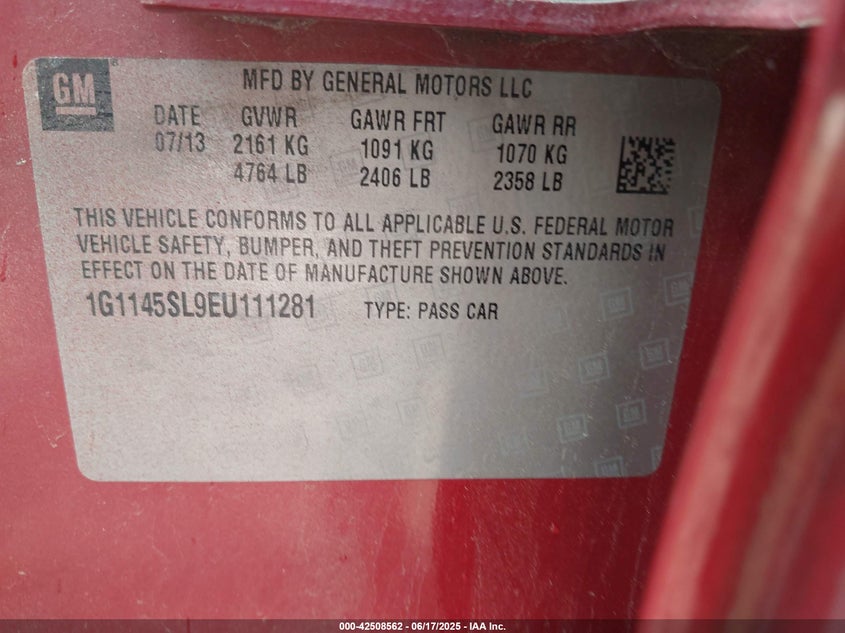 GM
MFD BY GENERAL MOTORS LLC
DATE GVWR GAWR FRT GAWR RR
07/13 2161 KG 1091 KG 1070 KG
4764 LB 2406 LB 2358 LB
THIS VEHICLE CONFORMS TO ALL APPLICABLE U.S. FEDERAL MOTOR
VEHICLE SAFETY, BUMPER, AND THEFT PREVENTION STANDARDS IN
EFFECT ON THE DATE OF MANUFACTURE SHOWN ABOVE.
1G1145SL9EU111281 TYPE: PASS CAR
000-42508562 - 06/17/2025 - IAA Inc.